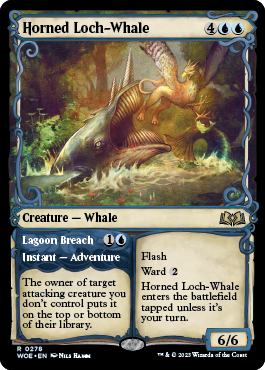 Horned Loch-Whale 4
Creature — Whale
Lagoon Breach 1
Instant — Adventure
The owner of target
attacking creature you
don't control puts it
on the top or bottom
of their library.
Flash
Ward 2
Horned Loch-Whale
enters the battlefield
tapped unless it's
your turn.
6/6
R 0278
WOE • EN Nils Hamm
™ & © 2023 Wizards of the Coast